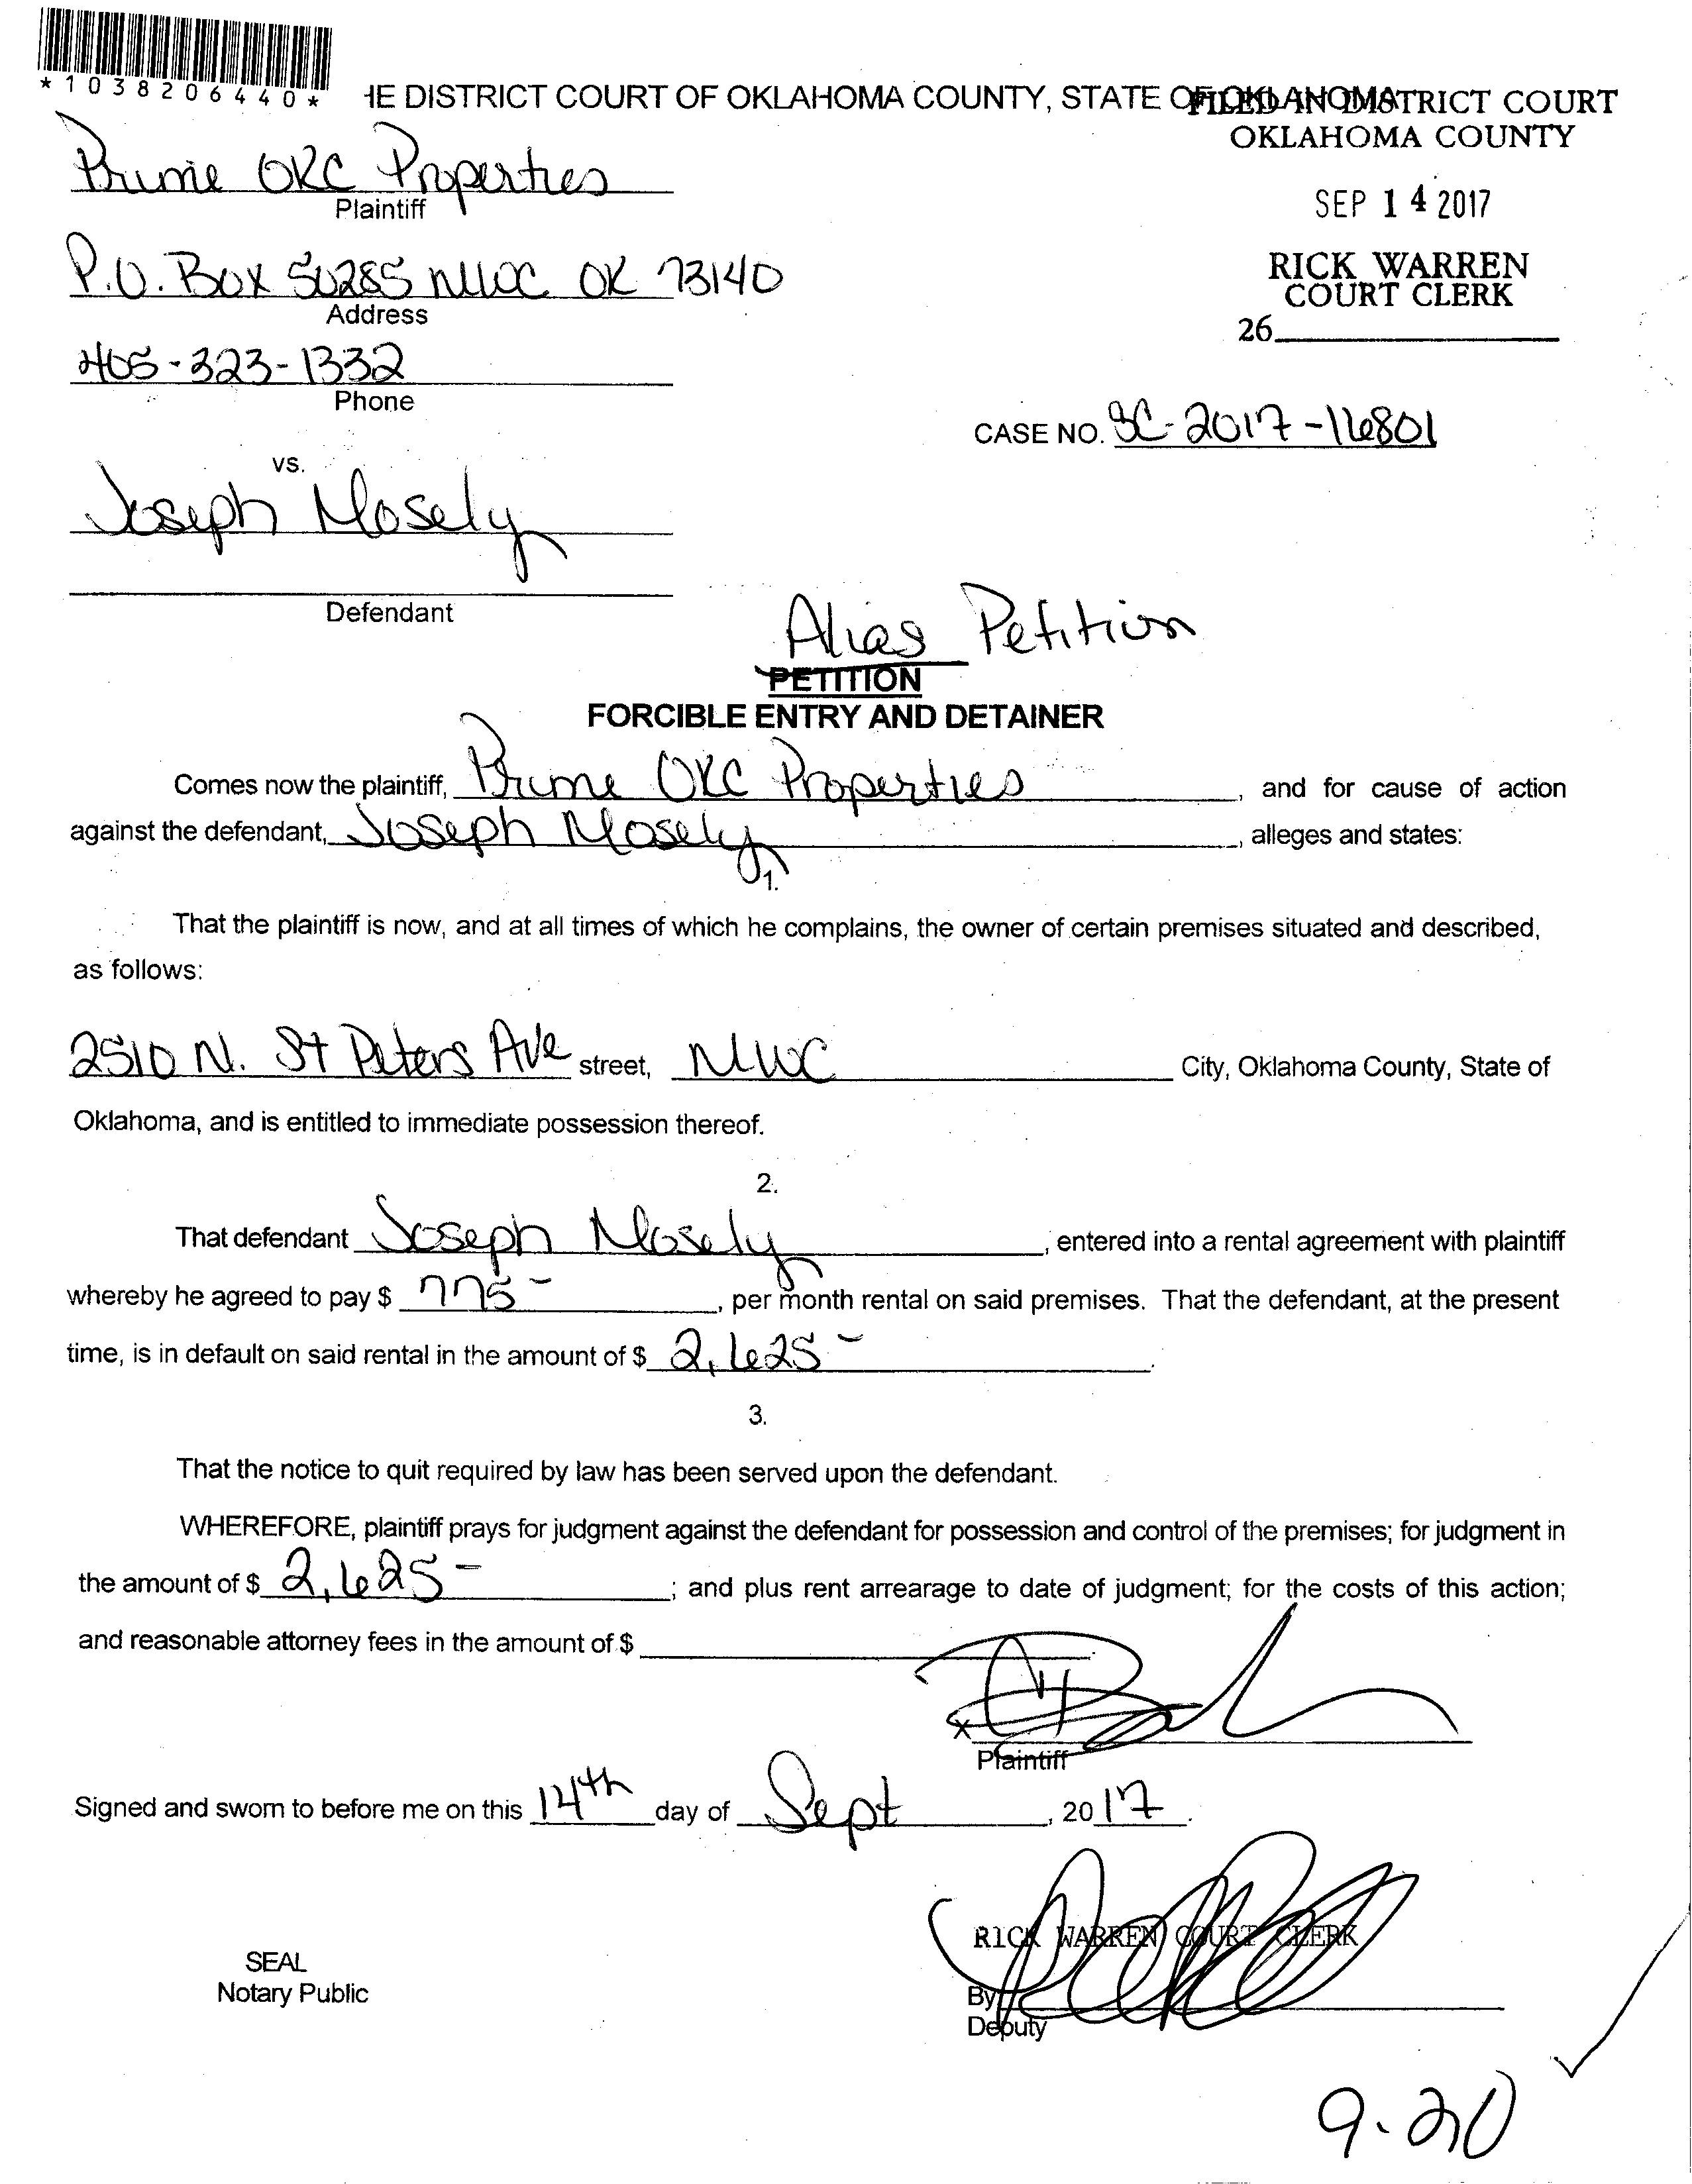 *1038206440*
HE DISTRICT COURT OF OKLAHOMA COUNTY, STATE OF OKLAHOMA
FILED IN DISTRICT COURT
OKLAHOMA COUNTY
Prime OKC Properties
Plaintiff
SEP 14 2017
P.O. Box 50285 MWC OK 73140
Address
RICK WARREN
COURT CLERK
26
405-323-1332
Phone
CASE NO. SC-2017-16801
vs.
Joseph Mosely
Defendant
Alias Petition
PETITION
FORCIBLE ENTRY AND DETAINER
Comes now the plaintiff, Prime OKC Properties, and for cause of action
against the defendant, Joseph Mosely, alleges and states:
1.
That the plaintiff is now, and at all times of which he complains, the owner of certain premises situated and described,
as follows:
2510 N. St Peters Ave street, MWC City, Oklahoma County, State of
Oklahoma, and is entitled to immediate possession thereof.
2.
That defendant Joseph Mosely, entered into a rental agreement with plaintiff
whereby he agreed to pay $ 775-, per month rental on said premises. That the defendant, at the present
time, is in default on said rental in the amount of $ 2,625-.
3.
That the notice to quit required by law has been served upon the defendant.
WHEREFORE, plaintiff prays for judgment against the defendant for possession and control of the premises; for judgment in
the amount of $ 2,625-; and plus rent arrearage to date of judgment; for the costs of this action;
and reasonable attorney fees in the amount of $
x
Plaintiff
Signed and sworn to before me on this 14th day of Sept, 2017.
RICK WARREN COURT CLERK
SEAL
Notary Public
By
Deputy
9-20